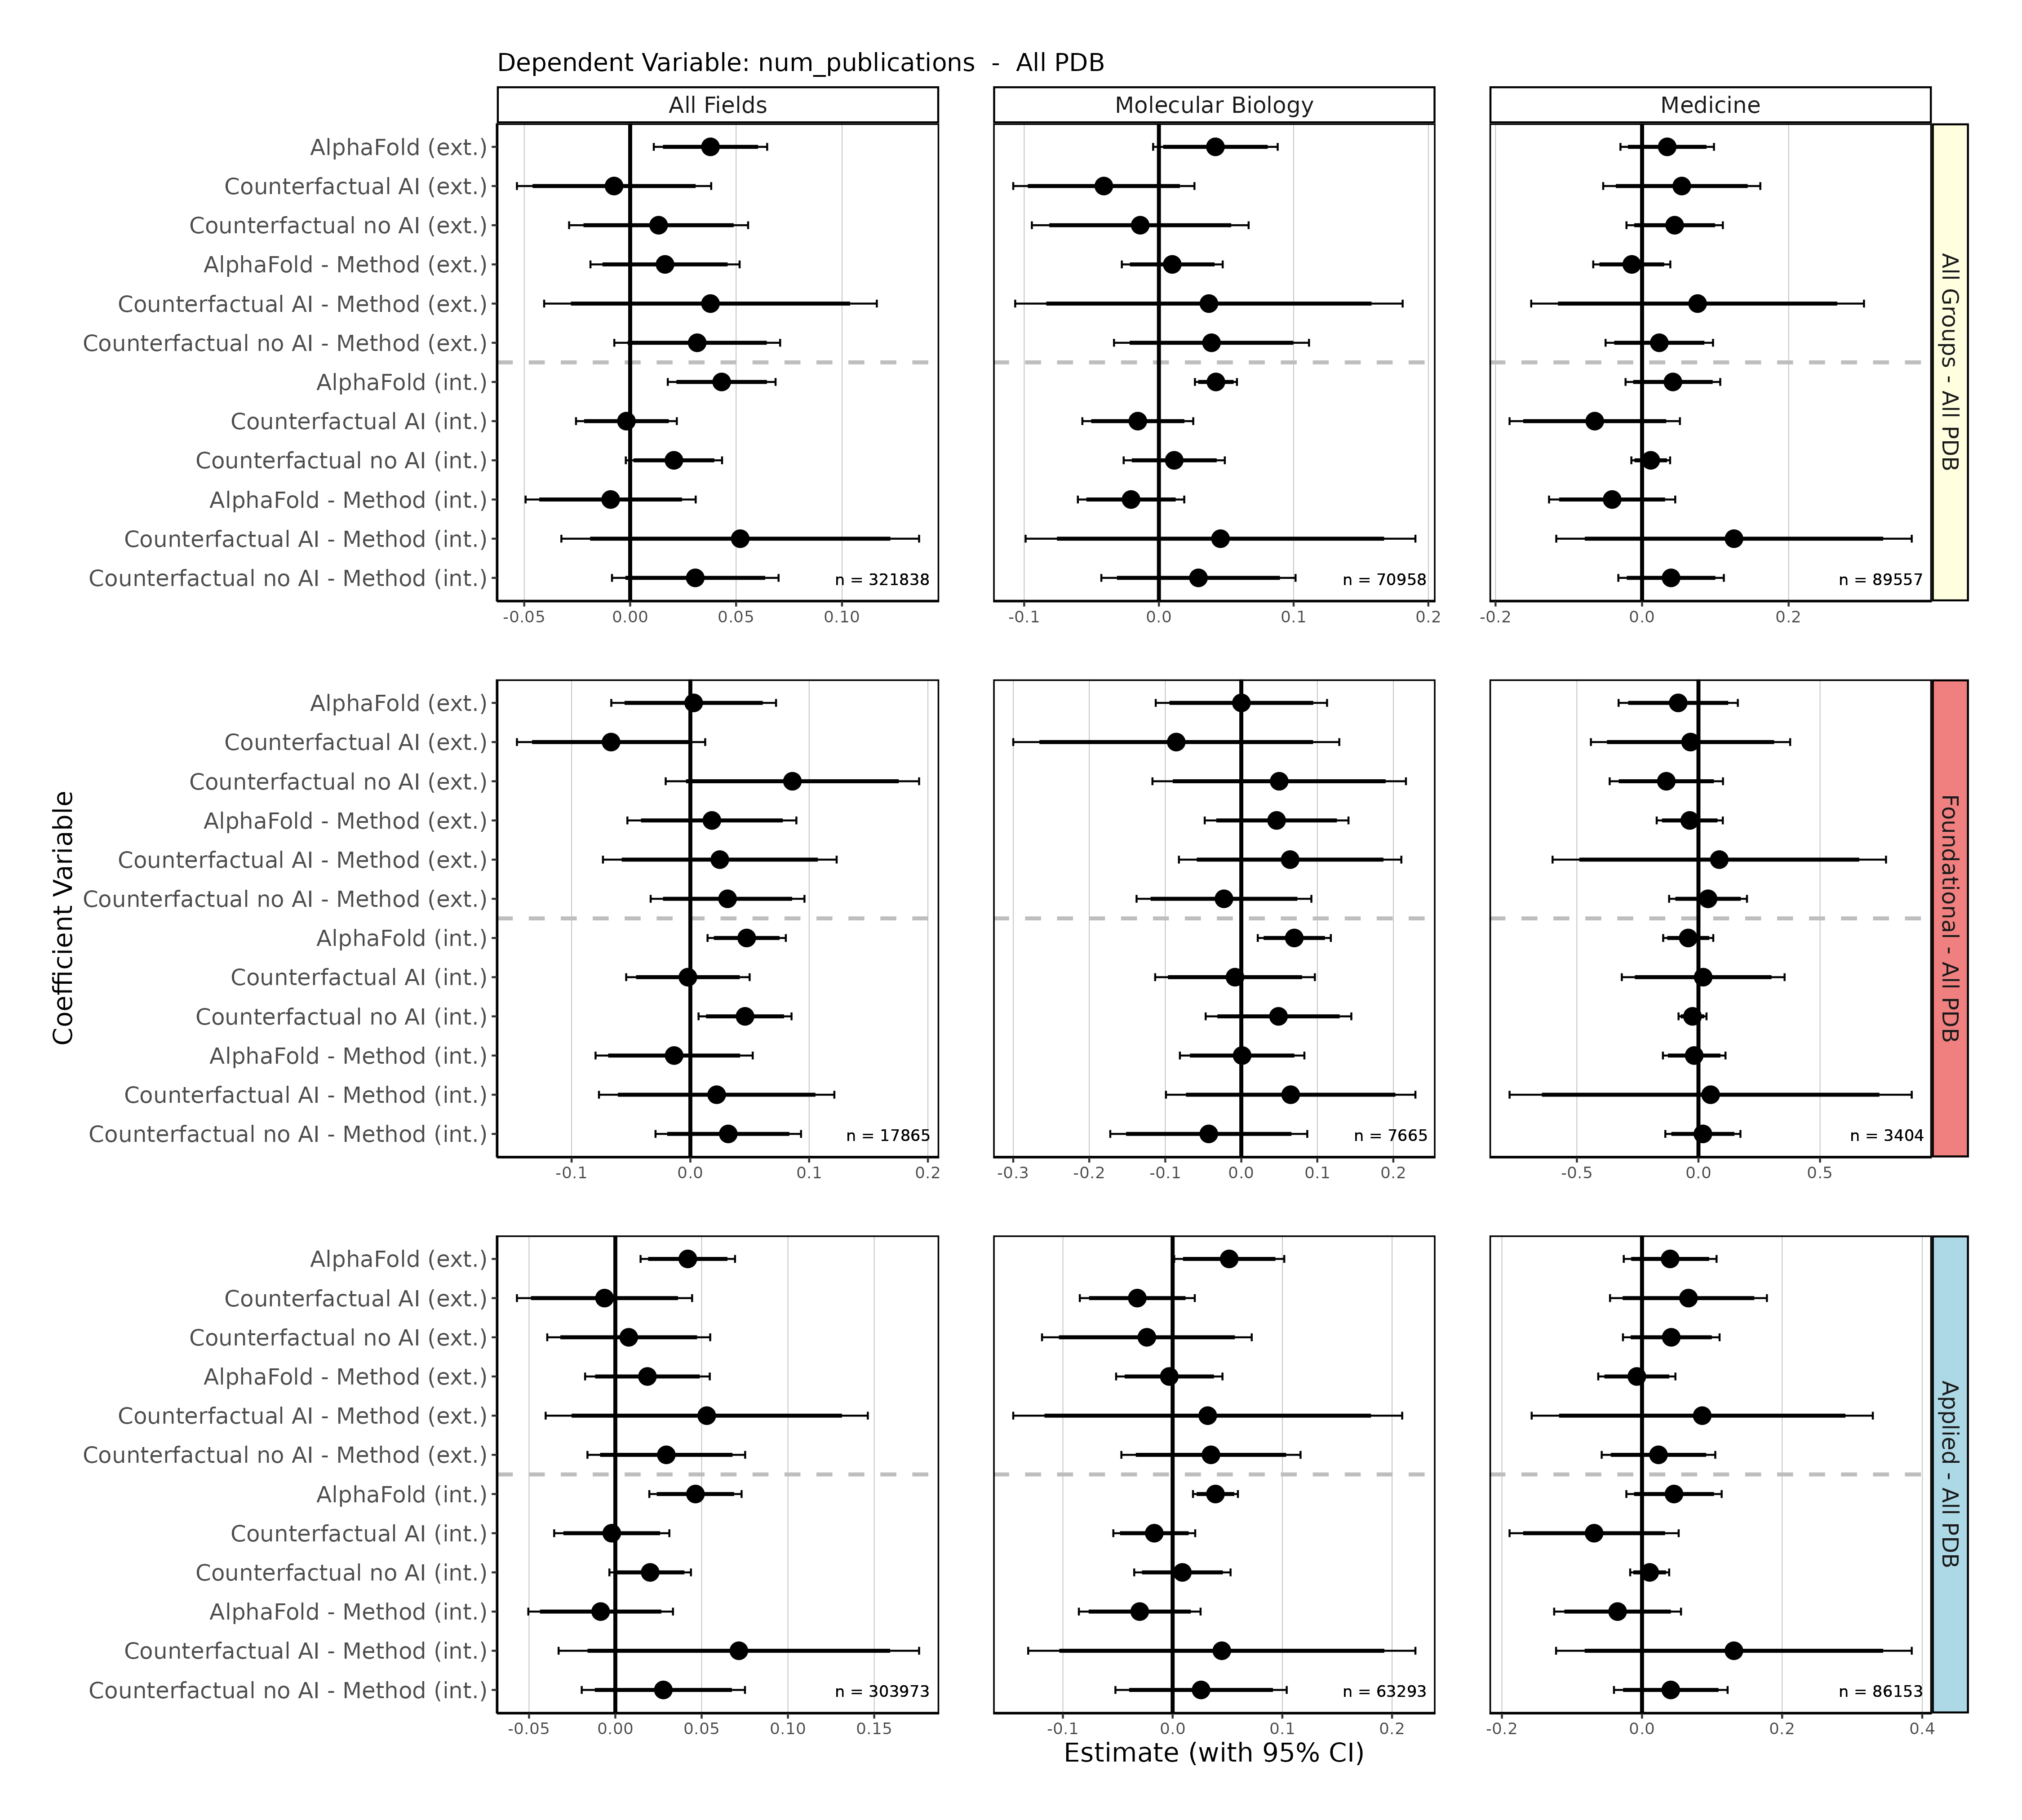 Dependent Variable: num_publications - All PDB
All Fields
Molecular Biology
Medicine
AlphaFold (ext.)
Counterfactual AI (ext.)
Counterfactual no AI (ext.)
AlphaFold - Method (ext.)
Counterfactual AI - Method (ext.)
Counterfactual no AI - Method (ext.)
AlphaFold (int.)
Counterfactual AI (int.)
Counterfactual no AI (int.)
AlphaFold - Method (int.)
Counterfactual AI - Method (int.)
Counterfactual no AI - Method (int.)
n = 321838
n = 70958
n = 89557
All Groups - All PDB
-0.05 0.00 0.05 0.10
-0.1 0.0 0.1 0.2
-0.2 0.0 0.2
Coefficient Variable
AlphaFold (ext.)
Counterfactual AI (ext.)
Counterfactual no AI (ext.)
AlphaFold - Method (ext.)
Counterfactual AI - Method (ext.)
Counterfactual no AI - Method (ext.)
AlphaFold (int.)
Counterfactual AI (int.)
Counterfactual no AI (int.)
AlphaFold - Method (int.)
Counterfactual AI - Method (int.)
Counterfactual no AI - Method (int.)
n = 17865
n = 7665
n = 3404
Foundational - All PDB
-0.1 0.0 0.1 0.2
-0.3 -0.2 -0.1 0.0 0.1 0.2
-0.5 0.0 0.5
AlphaFold (ext.)
Counterfactual AI (ext.)
Counterfactual no AI (ext.)
AlphaFold - Method (ext.)
Counterfactual AI - Method (ext.)
Counterfactual no AI - Method (ext.)
AlphaFold (int.)
Counterfactual AI (int.)
Counterfactual no AI (int.)
AlphaFold - Method (int.)
Counterfactual AI - Method (int.)
Counterfactual no AI - Method (int.)
n = 303973
n = 63293
n = 86153
Applied - All PDB
-0.05 0.00 0.05 0.10 0.15
-0.1 0.0 0.1 0.2
-0.2 0.0 0.2 0.4
Estimate (with 95% CI)